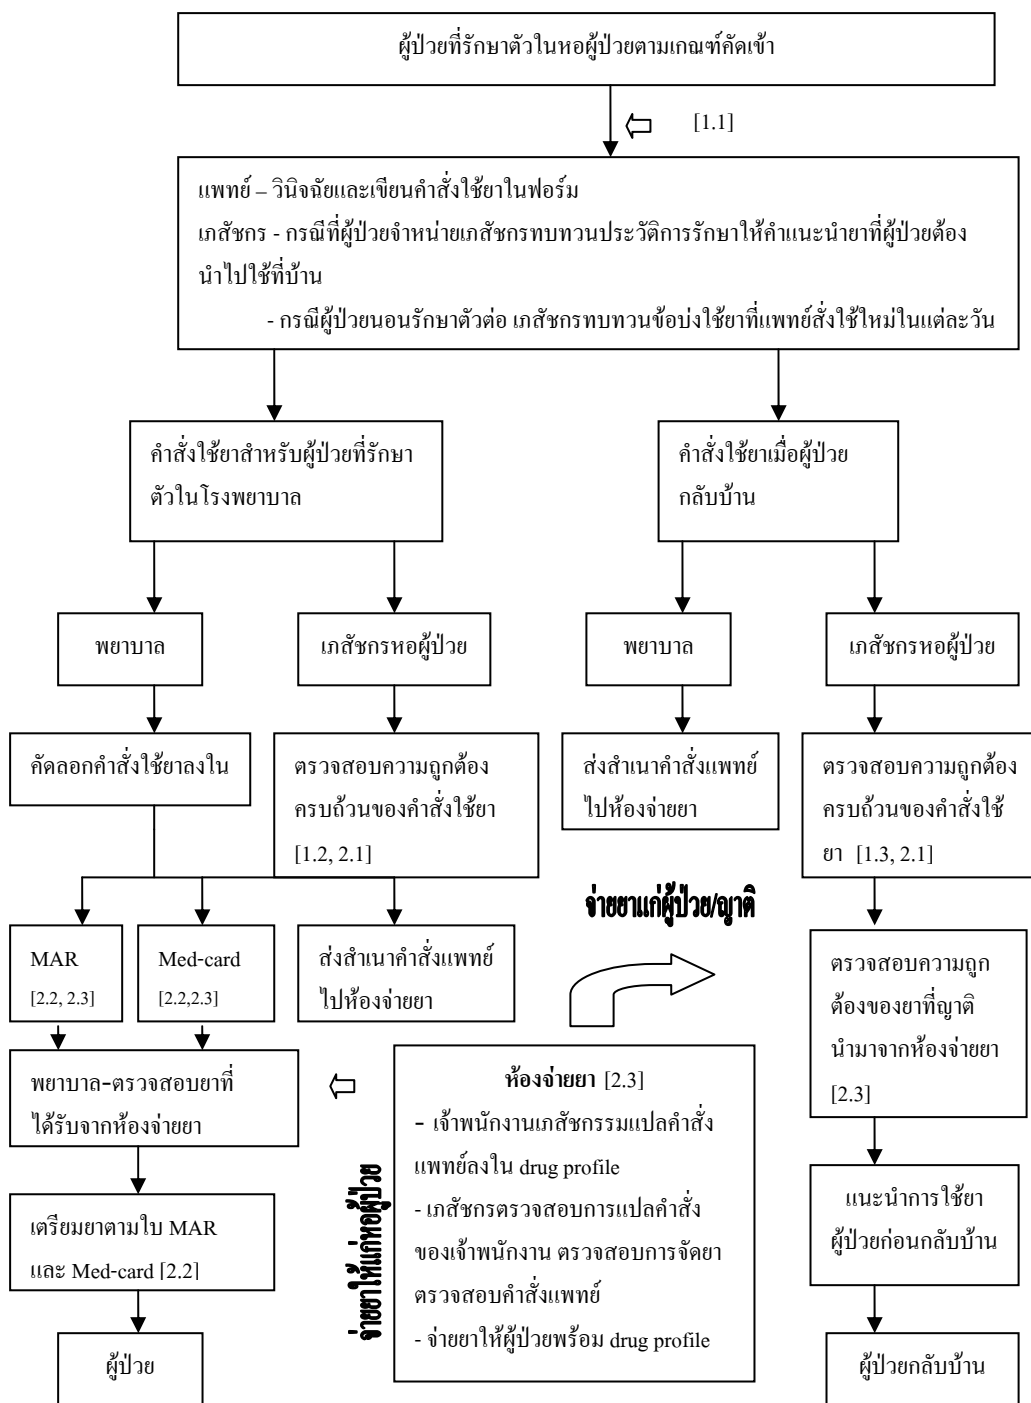 ผู้ป่วยที่รักษาตัวในหอผู้ป่วยตามเกณฑ์คัดเข้า
[1.1]
แพทย์ – วินิจฉัยและเขียนคำสั่งใช้ยาในฟอร์ม
เภสัชกร - กรณีที่ผู้ป่วยจำหน่ายเภสัชกรทบทวนประวัติการรักษาให้คำแนะนำยาที่ผู้ป่วยต้อง
นำไปใช้ที่บ้าน
- กรณีผู้ป่วยนอนรักษาตัวต่อ เภสัชกรทบทวนข้อบ่งใช้ยาที่แพทย์สั่งใช้ใหม่ในแต่ละวัน
คำสั่งใช้ยาสำหรับผู้ป่วยที่รักษา
ตัวในโรงพยาบาล
คำสั่งใช้ยาเมื่อผู้ป่วย
กลับบ้าน
พยาบาล
เภสัชกรหอผู้ป่วย
พยาบาล
เภสัชกรหอผู้ป่วย
คัดลอกคำสั่งใช้ยาลงใน
ตรวจสอบความถูกต้อง
ครบถ้วนของคำสั่งใช้ยา
[1.2, 2.1]
ส่งสำเนาคำสั่งแพทย์
ไปห้องจ่ายยา
ตรวจสอบความถูกต้อง
ครบถ้วนของคำสั่งใช้
ยา [1.3, 2.1]
จ่ายยาแก่ผู้ป่วย/ญาติ
MAR
[2.2, 2.3]
Med-card
[2.2,2.3]
ส่งสำเนาคำสั่งแพทย์
ไปห้องจ่ายยา
ตรวจสอบความถูก
ต้องของยาที่ญาติ
นำมาจากห้องจ่ายยา
[2.3]
พยาบาล-ตรวจสอบยาที่
ได้รับจากห้องจ่ายยา
จ่ายยาให้แก่หอผู้ป่วย
ห้องจ่ายยา [2.3]
- เจ้าพนักงานเภสัชกรรมแปลคำสั่ง
แพทย์ลงใน drug profile
- เภสัชกรตรวจสอบการแปลคำสั่ง
ของเจ้าพนักงาน ตรวจสอบการจัดยา
ตรวจสอบคำสั่งแพทย์
- จ่ายยาให้ผู้ป่วยพร้อม drug profile
เตรียมยาตามใบ MAR
และ Med-card [2.2]
แนะนำการใช้ยา
ผู้ป่วยก่อนกลับบ้าน
ผู้ป่วย
ผู้ป่วยกลับบ้าน